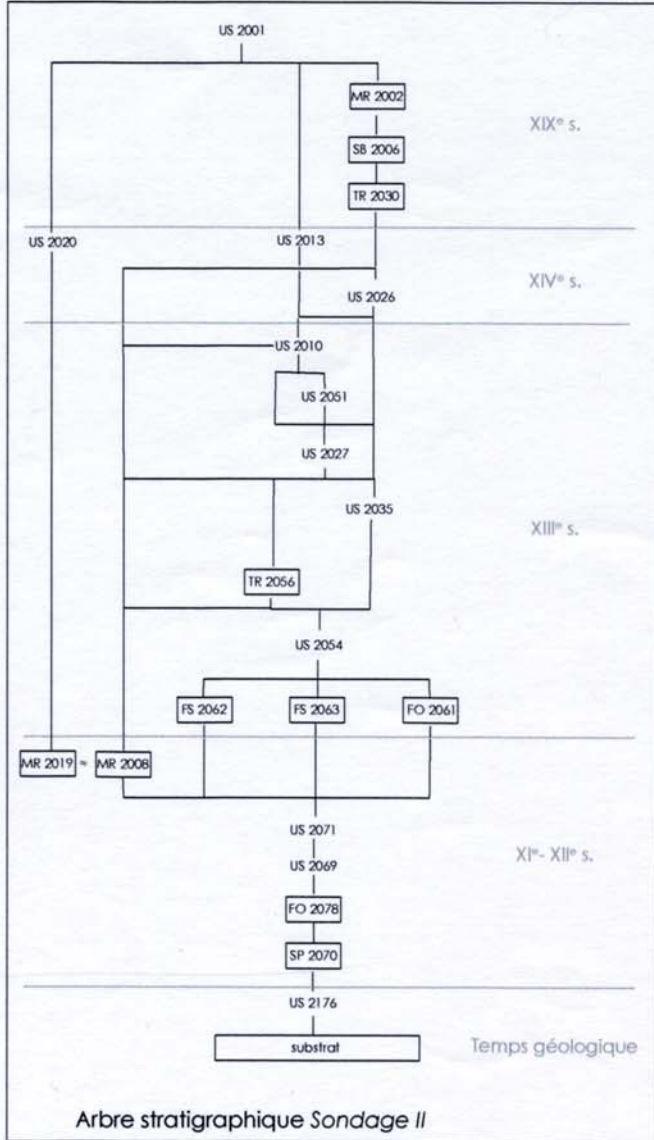 US 2001
MR 2002
XIXe s.
SB 2006
TR 2030
US 2020
US 2013
XIVe s.
US 2026
US 2010
US 2051
US 2027
US 2035
XIIIe s.
TR 2056
US 2054
FS 2062
FS 2063
FO 2061
MR 2019 = MR 2008
US 2071
XIe- XIIe s.
US 2069
FO 2078
SP 2070
US 2176
substrat
Temps géologique
Arbre stratigraphique Sondage II